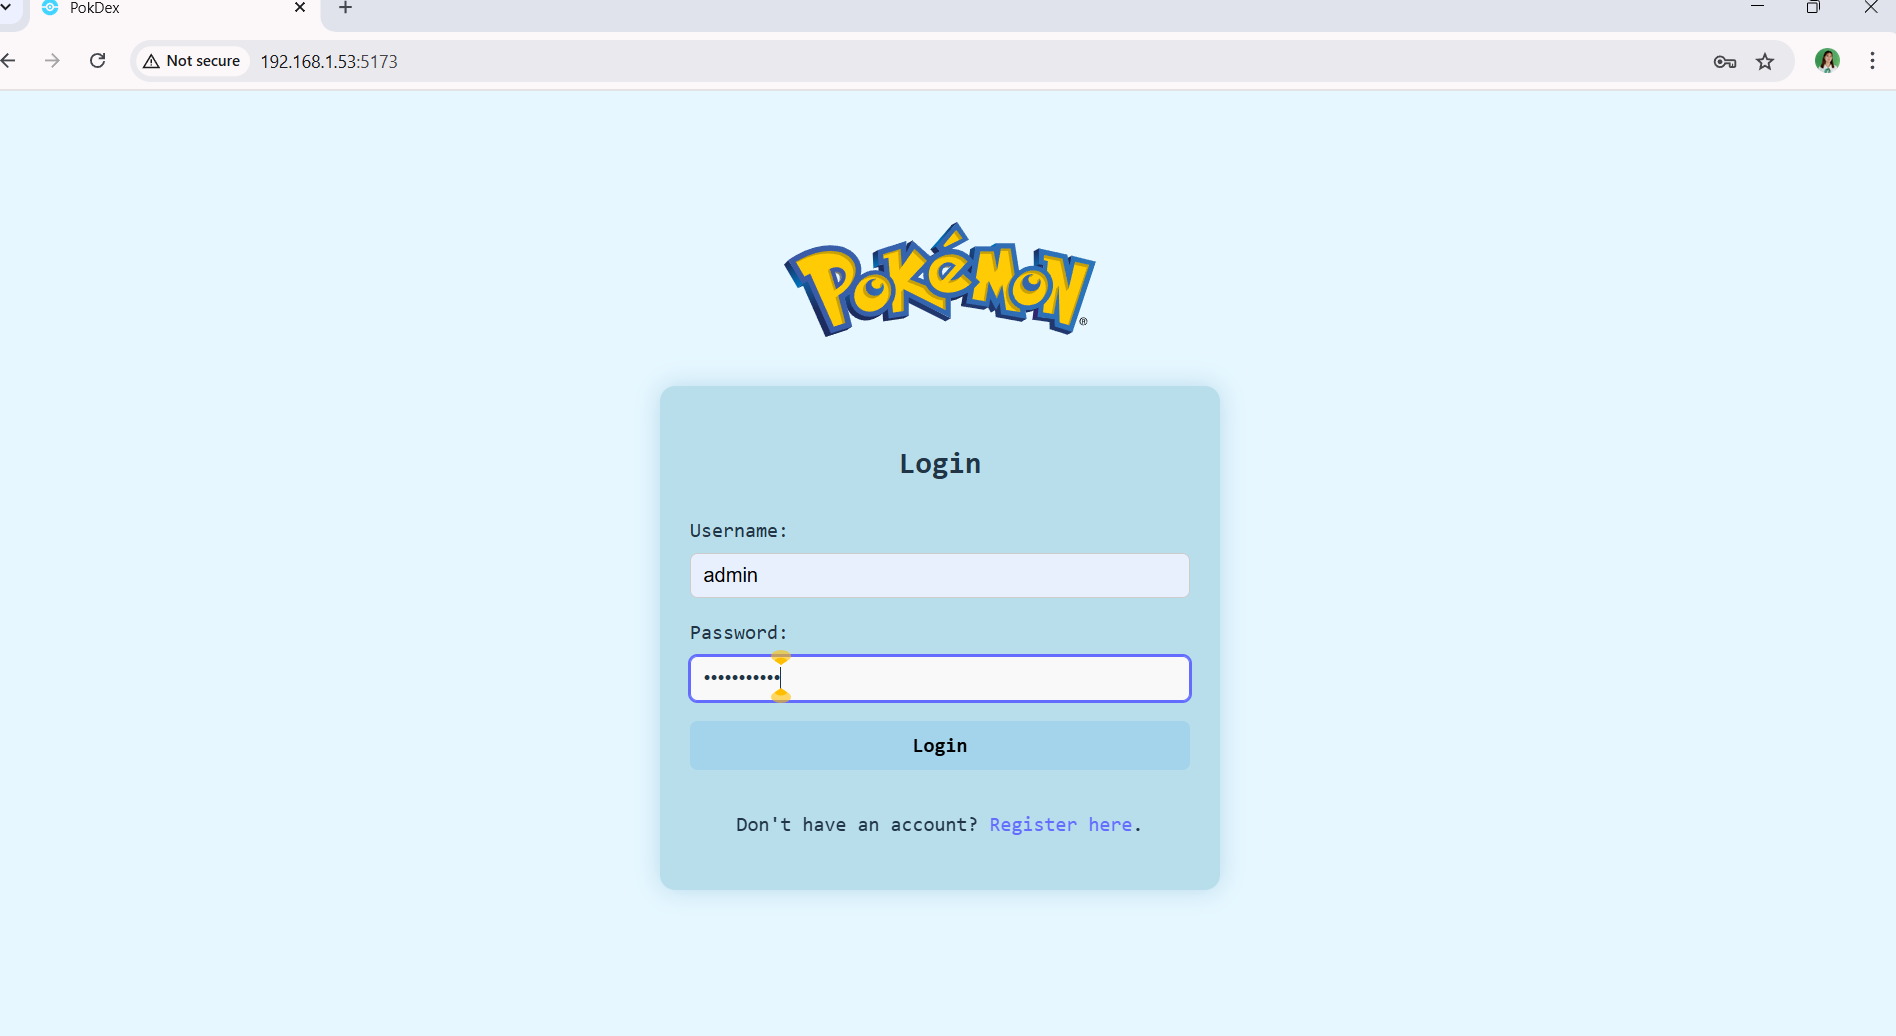 PokDex
Not secure
192.168.1.53:5173
POKéMON
®
Login
Username:
admin
Password:
•••••••••••
Login
Don't have an account? Register here.